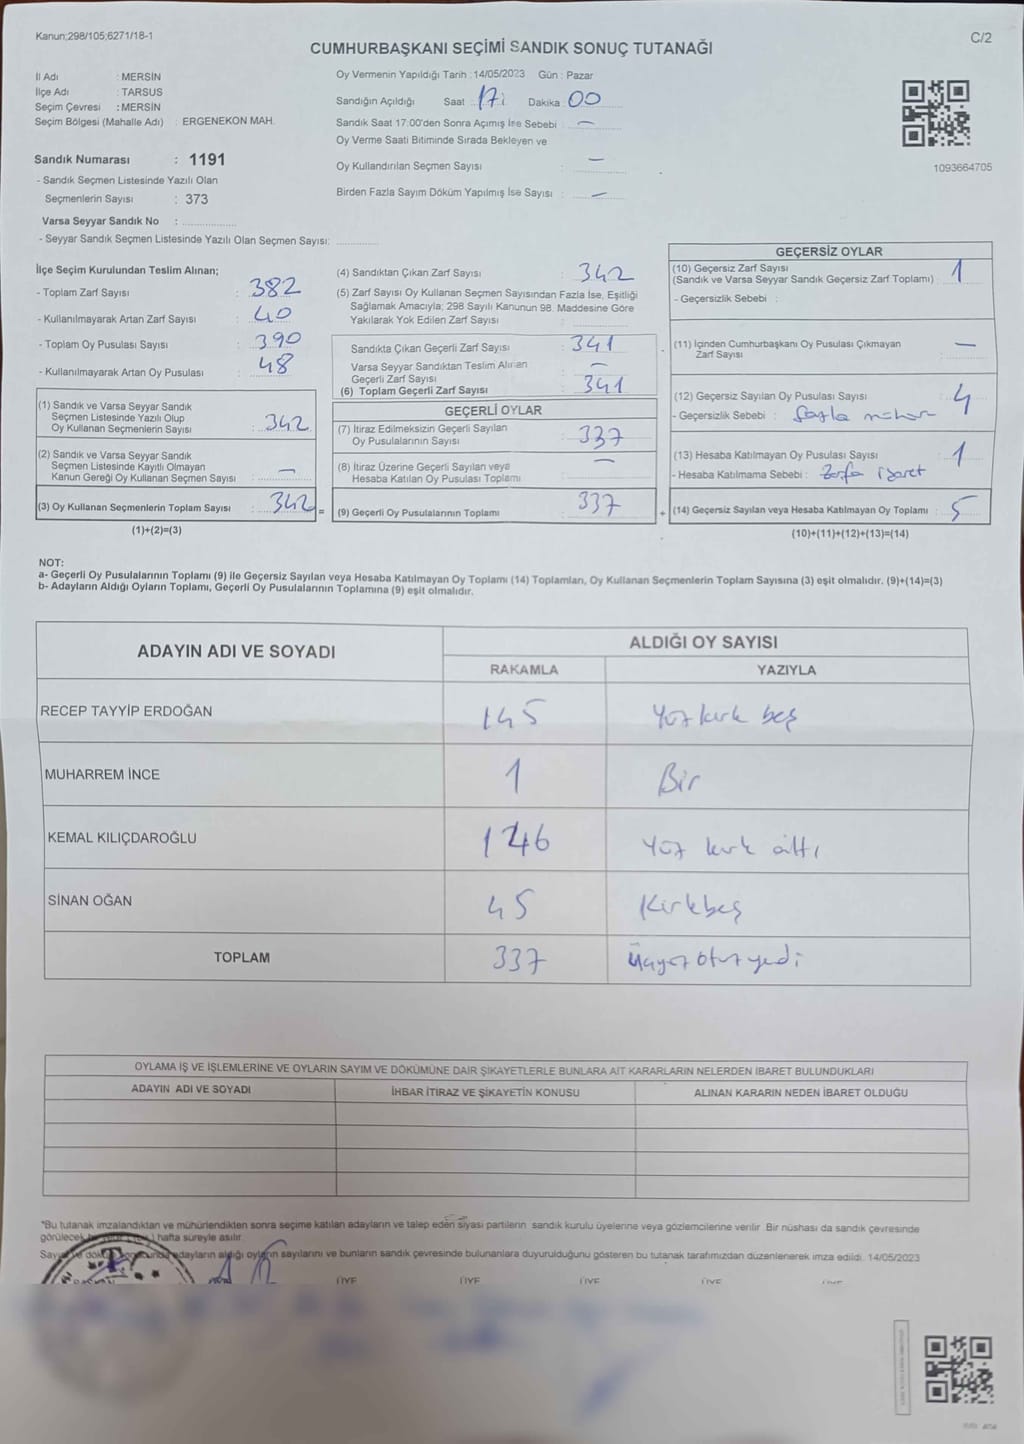 Kanun;298/105;6271/18-1
C/2
CUMHURBAŞKANI SEÇİMİ SANDIK SONUÇ TUTANAĞI
İl Adı : MERSİN
İlçe Adı : TARSUS
Seçim Çevresi : MERSİN
Seçim Bölgesi (Mahalle Adı) : ERGENEKON MAH.
Sandık Numarası : 1191
- Sandık Seçmen Listesinde Yazılı Olan
Seçmenlerin Sayısı : 373
Varsa Seyyar Sandık No :
- Seyyar Sandık Seçmen Listesinde Yazılı Olan Seçmen Sayısı:
Oy Vermenin Yapıldığı Tarih : 14/05/2023 Gün : Pazar
Sandığın Açıldığı Saat 17: Dakika : 00
Sandık Saat 17:00'den Sonra Açımış İse Sebebi : —
Oy Verme Saati Bitiminde Sırada Bekleyen ve
Oy Kullandırılan Seçmen Sayısı : —
Birden Fazla Sayım Döküm Yapılmış İse Sayısı : —
1093664705
İlçe Seçim Kurulundan Teslim Alınan;
- Toplam Zarf Sayısı : 382
- Kullanılmayarak Artan Zarf Sayısı : 40
- Toplam Oy Pusulası Sayısı : 390
- Kullanılmayarak Artan Oy Pusulası : 48
(1) Sandık ve Varsa Seyyar Sandık
Seçmen Listesinde Yazılı Olup
Oy Kullanan Seçmenlerin Sayısı : 342
(2) Sandık ve Varsa Seyyar Sandık
Seçmen Listesinde Kayıtlı Olmayan
Kanun Gereği Oy Kullanan Seçmen Sayısı : —
(3) Oy Kullanan Seçmenlerin Toplam Sayısı : 342 =
(1)+(2)=(3)
(4) Sandıktan Çıkan Zarf Sayısı : 342
(5) Zarf Sayısı Oy Kullanan Seçmen Sayısından Fazla İse, Eşitliği
Sağlamak Amacıyla; 298 Sayılı Kanunun 98. Maddesine Göre
Yakılarak Yok Edilen Zarf Sayısı :
Sandıkta Çıkan Geçerli Zarf Sayısı : 341
Varsa Seyyar Sandıktan Teslim Alınan
Geçerli Zarf Sayısı : —
(6) Toplam Geçerli Zarf Sayısı : 341
GEÇERLİ OYLAR
(7) İtiraz Edilmeksizin Geçerli Sayılan
Oy Pusulalarının Sayısı : 337
(8) İtiraz Üzerine Geçerli Sayılan veya
Hesaba Katılan Oy Pusulası Toplamı : —
(9) Geçerli Oy Pusulalarının Toplamı : 337 +
GEÇERSİZ OYLAR
(10) Geçersiz Zarf Sayısı
(Sandık ve Varsa Seyyar Sandık Geçersiz Zarf Toplamı) : 1
- Geçersizlik Sebebi :
(11) İçinden Cumhurbaşkanı Oy Pusulası Çıkmayan
Zarf Sayısı : —
(12) Geçersiz Sayılan Oy Pusulası Sayısı : 4
- Geçersizlik Sebebi : fazla mühür
(13) Hesaba Katılmayan Oy Pusulası Sayısı : 1
- Hesaba Katılmama Sebebi : Zarfa işaret
(14) Geçersiz Sayılan veya Hesaba Katılmayan Oy Toplamı : 5
(10)+(11)+(12)+(13)=(14)
NOT:
a- Geçerli Oy Pusulalarının Toplamı (9) ile Geçersiz Sayılan veya Hesaba Katılmayan Oy Toplamı (14) Toplamları, Oy Kullanan Seçmenlerin Toplam Sayısına (3) eşit olmalıdır. (9)+(14)=(3)
b- Adayların Aldığı Oyların Toplamı, Geçerli Oy Pusulalarının Toplamına (9) eşit olmalıdır.
ADAYIN ADI VE SOYADI
ALDIĞI OY SAYISI
RAKAMLA YAZIYLA
RECEP TAYYİP ERDOĞAN 145 Yüz kırk beş
MUHARREM İNCE 1 Bir
KEMAL KILIÇDAROĞLU 146 Yüz kırk altı
SİNAN OĞAN 45 Kırkbeş
TOPLAM 337 Üçyüz otuz yedi
OYLAMA İŞ VE İŞLEMLERİNE VE OYLARIN SAYIM VE DÖKÜMÜNE DAİR ŞİKAYETLERLE BUNLARA AİT KARARLARIN NELERDEN İBARET BULUNDUKLARI
ADAYIN ADI VE SOYADI İHBAR İTİRAZ VE ŞİKAYETİN KONUSU ALINAN KARARIN NEDEN İBARET OLDUĞU
*Bu tutanak imzalandıktan ve mühürlendikten sonra seçime katılan adayların ve talep eden siyasi partilerin sandık kurulu üyelerine veya gözlemcilerine verilir. Bir nüshası da sandık çevresinde
görülecek bir yere hafta süreyle asılır.
Sayım ve döküm sonucunda adayların aldığı oyların sayılarını ve bunların sandık çevresinde bulunanlara duyurulduğunu gösteren bu tutanak tarafımızdan düzenlenerek imza edildi. 14/05/2023
ÜYE ÜYE ÜYE ÜYE ÜYE